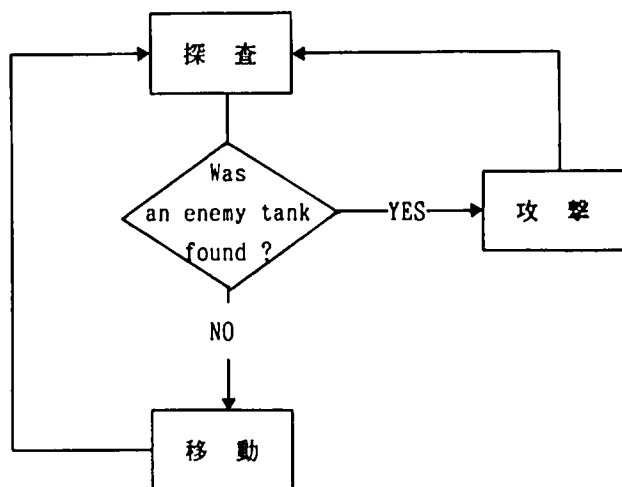 探 査
Was
an enemy tank
found ?
YES
攻 撃
NO
移 動